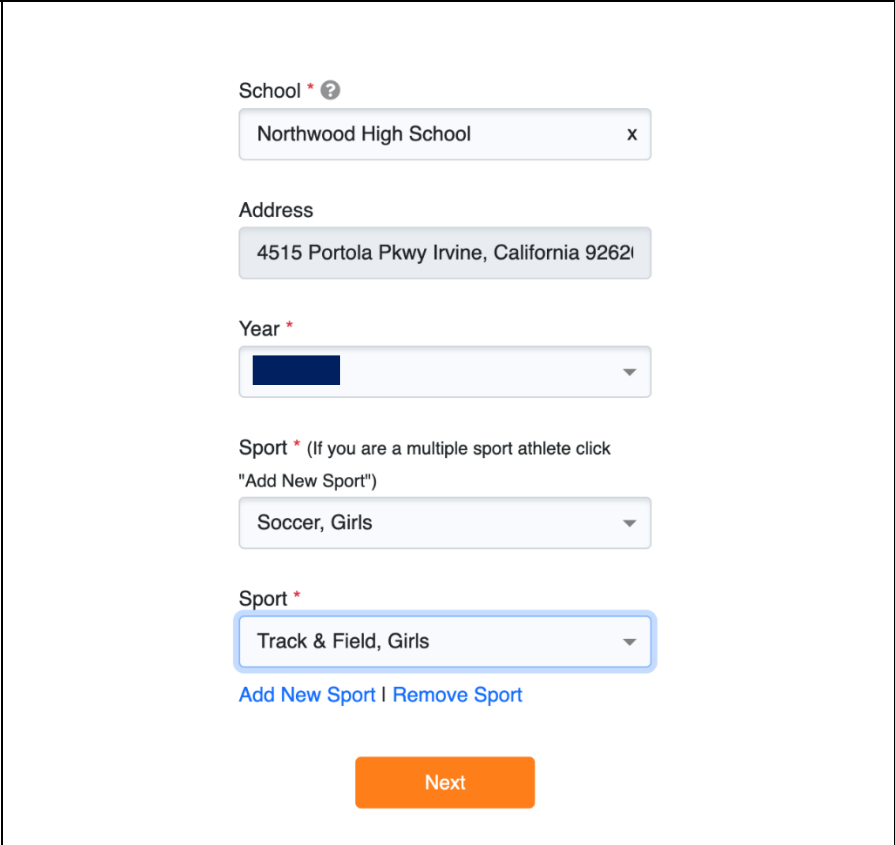 School *
Northwood High School x
Address
4515 Portola Pkwy Irvine, California
Year *
Sport * (If you are a multiple sport athlete click
"Add New Sport")
Soccer, Girls
Sport *
Track & Field, Girls
Add New Sport | Remove Sport
Next